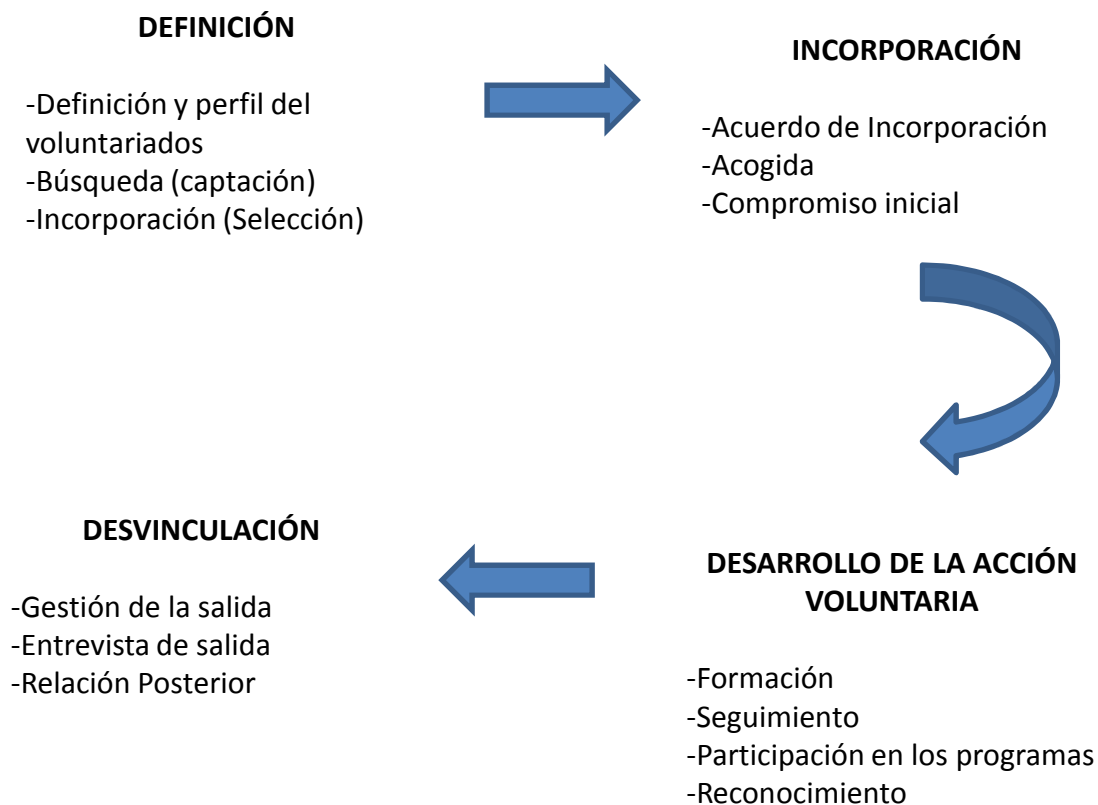 DEFINICIÓN
-Definición y perfil del
voluntariados
-Búsqueda (captación)
-Incorporación (Selección)
INCORPORACIÓN
-Acuerdo de Incorporación
-Acogida
-Compromiso inicial
DESVINCULACIÓN
-Gestión de la salida
-Entrevista de salida
-Relación Posterior
DESARROLLO DE LA ACCIÓN
VOLUNTARIA
-Formación
-Seguimiento
-Participación en los programas
-Reconocimiento